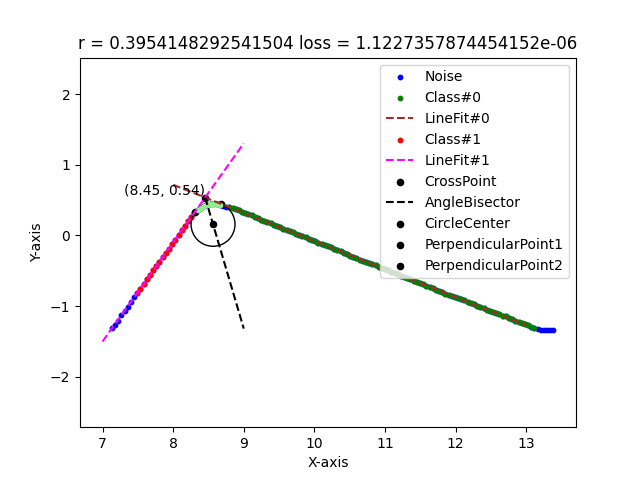 r = 0.3954148292541504 loss = 1.1227357874454152e-06
Noise
Class#0
LineFit#0
Class#1
LineFit#1
CrossPoint
AngleBisector
CircleCenter
PerpendicularPoint1
PerpendicularPoint2
(8.45, 0.54)
2
1
0
−1
−2
Y-axis
7 8 9 10 11 12 13
X-axis